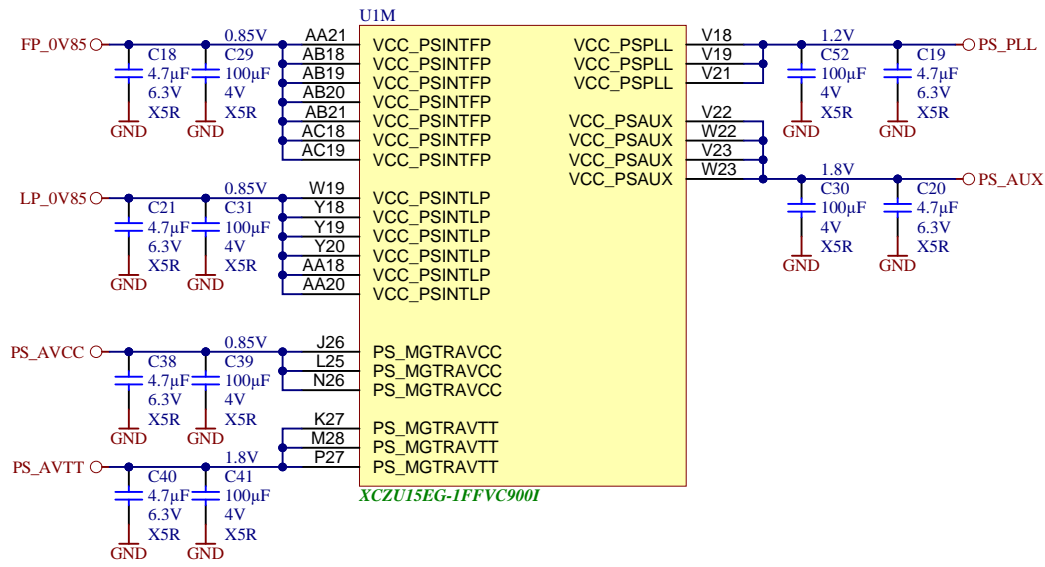 U1M
FP_0V85
0.85V
C18
4.7µF
6.3V
X5R
GND
C29
100µF
4V
X5R
GND
AA21 VCC_PSINTFP
AB18 VCC_PSINTFP
AB19 VCC_PSINTFP
AB20 VCC_PSINTFP
AB21 VCC_PSINTFP
AC18 VCC_PSINTFP
AC19 VCC_PSINTFP
LP_0V85
0.85V
C21
4.7µF
6.3V
X5R
GND
C31
100µF
4V
X5R
GND
W19 VCC_PSINTLP
Y18 VCC_PSINTLP
Y19 VCC_PSINTLP
Y20 VCC_PSINTLP
AA18 VCC_PSINTLP
AA20 VCC_PSINTLP
PS_AVCC
0.85V
C38
4.7µF
6.3V
X5R
GND
C39
100µF
4V
X5R
GND
J26 PS_MGTRAVCC
L25 PS_MGTRAVCC
N26 PS_MGTRAVCC
K27 PS_MGTRAVTT
M28 PS_MGTRAVTT
P27 PS_MGTRAVTT
PS_AVTT
1.8V
C40
4.7µF
6.3V
X5R
GND
C41
100µF
4V
X5R
GND
VCC_PSPLL V18
VCC_PSPLL V19
VCC_PSPLL V21
1.2V
PS_PLL
C52
100µF
4V
X5R
GND
C19
4.7µF
6.3V
X5R
GND
VCC_PSAUX V22
VCC_PSAUX W22
VCC_PSAUX V23
VCC_PSAUX W23
1.8V
PS_AUX
C30
100µF
4V
X5R
GND
C20
4.7µF
6.3V
X5R
GND
XCZU15EG-1FFVC900I